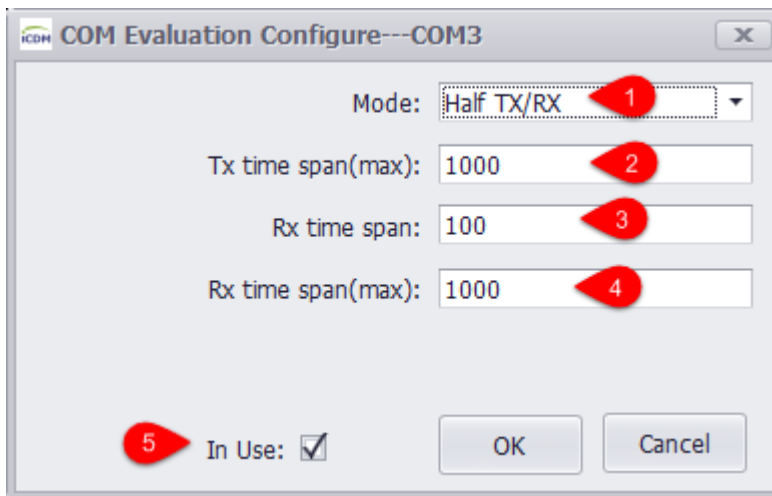 iCDM COM Evaluation Configure---COM3
Mode: Half TX/RX 1
Tx time span(max): 1000 2
Rx time span: 100 3
Rx time span(max): 1000 4
5 In Use: OK Cancel